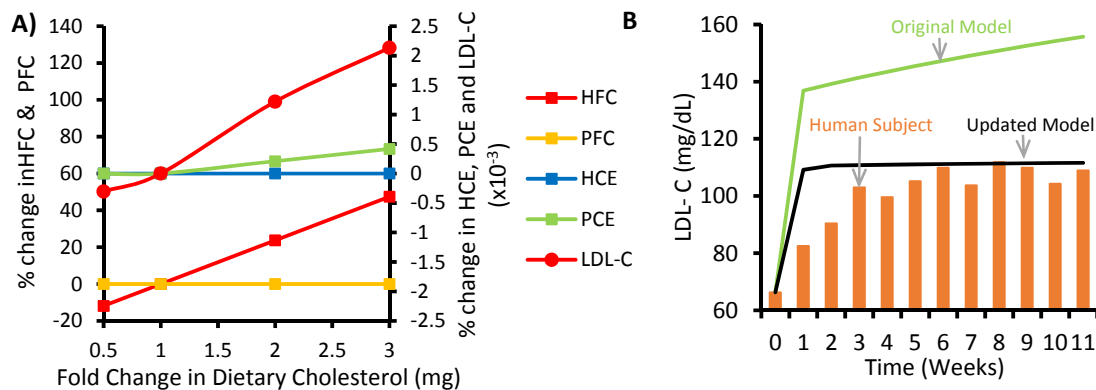 A)
% change inHFC & PFC
140
120
100
80
60
40
20
0
-20
2.5
2
1.5
1
0.5
0
-0.5
-1
-1.5
-2
-2.5
% change in HCE, PCE and LDL-C
(x10-3)
0.5
1
1.5
2
2.5
3
Fold Change in Dietary Cholesterol (mg)
HFC
PFC
HCE
PCE
LDL-C
B
LDL- C (mg/dL)
160
140
120
100
80
60
Original Model
Human Subject
Updated Model
0 1 2 3 4 5 6 7 8 9 10 11
Time (Weeks)